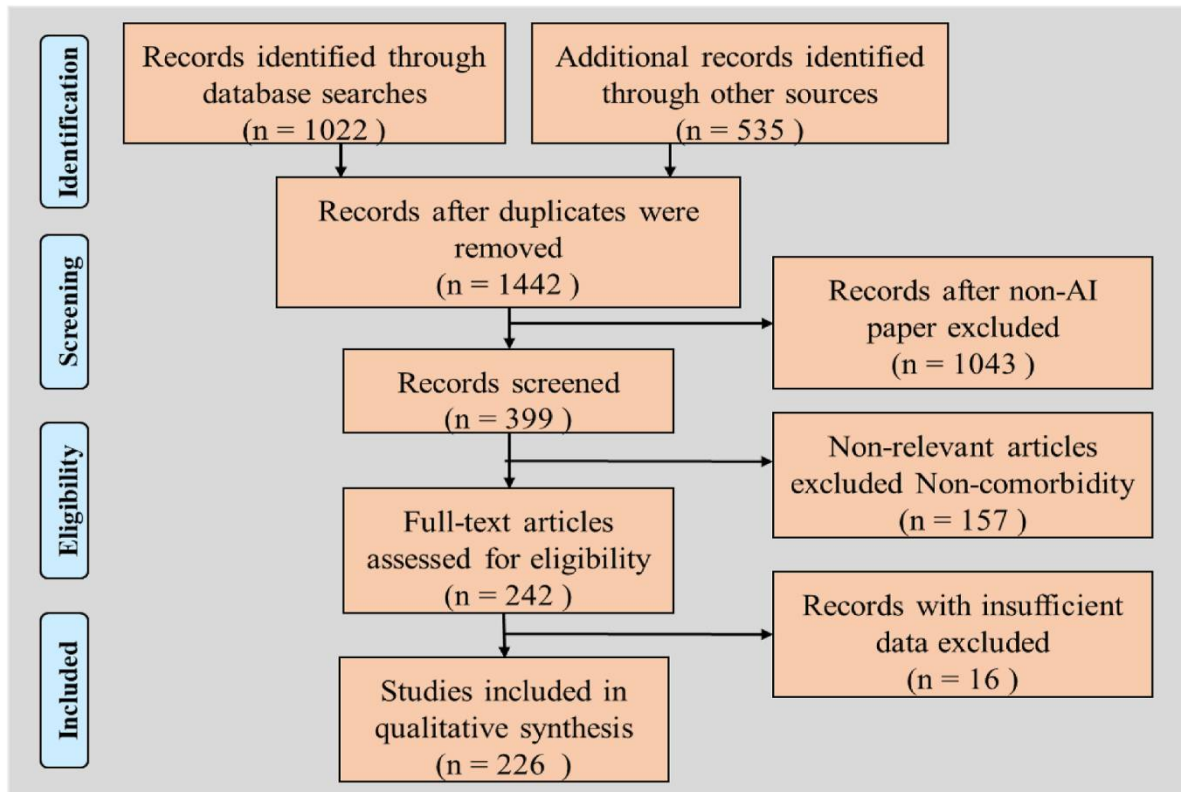 Identification
Records identified through
database searches
(n = 1022 )
Additional records identified
through other sources
(n = 535 )
Records after duplicates were
removed
(n = 1442 )
Screening
Records after non-AI
paper excluded
(n = 1043 )
Records screened
(n = 399 )
Eligibility
Non-relevant articles
excluded Non-comorbidity
(n = 157 )
Full-text articles
assessed for eligibility
(n = 242 )
Included
Records with insufficient
data excluded
(n = 16 )
Studies included in
qualitative synthesis
(n = 226 )